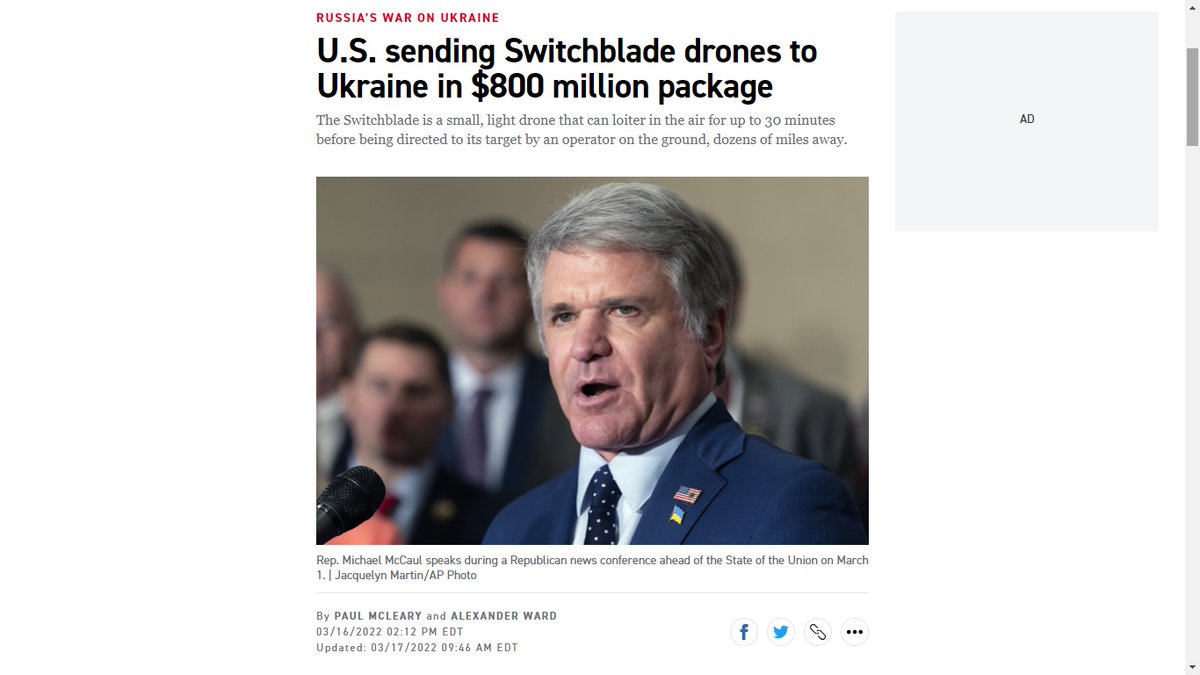 RUSSIA'S WAR ON UKRAINE
U.S. sending Switchblade drones to
Ukraine in $800 million package
The Switchblade is a small, light drone that can loiter in the air for up to 30 minutes
before being directed to its target by an operator on the ground, dozens of miles away.
AD
Rep. Michael McCaul speaks during a Republican news conference ahead of the State of the Union on March
1. | Jacquelyn Martin/AP Photo
By PAUL MCLEARY and ALEXANDER WARD
03/16/2022 02:12 PM EDT
Updated: 03/17/2022 09:46 AM EDT